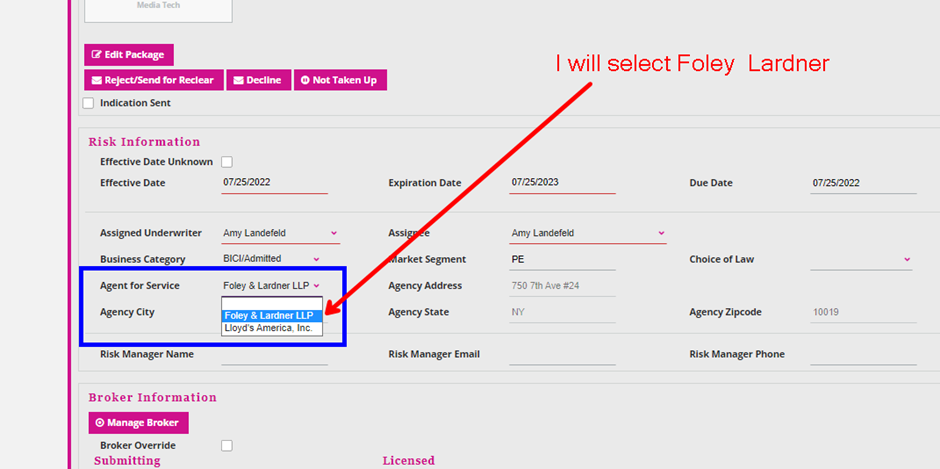 Media Tech
Edit Package
I will select Foley Lardner
Reject/Send for Reclear Decline Not Taken Up
Indication Sent
Risk Information
Effective Date Unknown
Effective Date 07/25/2022 Expiration Date 07/25/2023 Due Date 07/25/2022
Assigned Underwriter Amy Landefeld Assignee Amy Landefeld
Business Category BICI/Admitted Market Segment PE Choice of Law
Agent for Service Foley & Lardner LLP Agency Address 750 7th Ave #24
Agency City Agency State NY Agency Zipcode 10019
Foley & Lardner LLP
Lloyd's America, Inc.
Risk Manager Name Risk Manager Email Risk Manager Phone
Broker Information
Manage Broker
Broker Override
Submitting Licensed